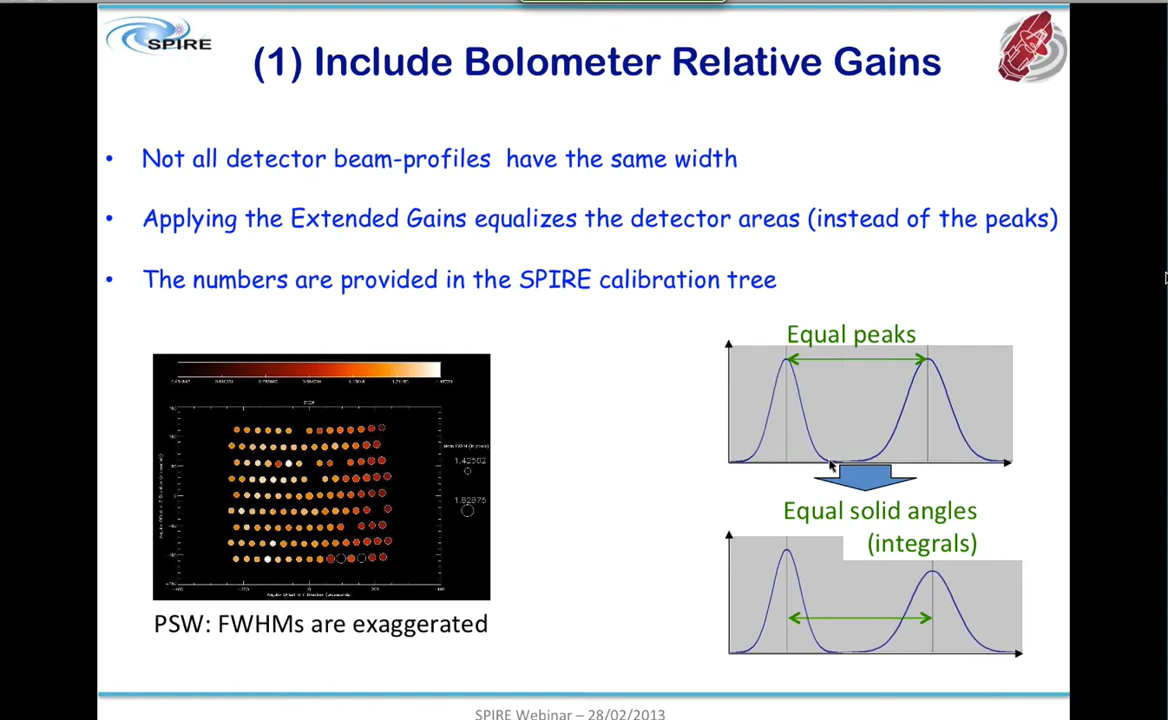 SPIRE
(1) Include Bolometer Relative Gains
• Not all detector beam-profiles have the same width
• Applying the Extended Gains equalizes the detector areas (instead of the peaks)
• The numbers are provided in the SPIRE calibration tree
Equal peaks
Equal solid angles
(integrals)
PSW: FWHMs are exaggerated
SPIRE Webinar – 28/02/2013